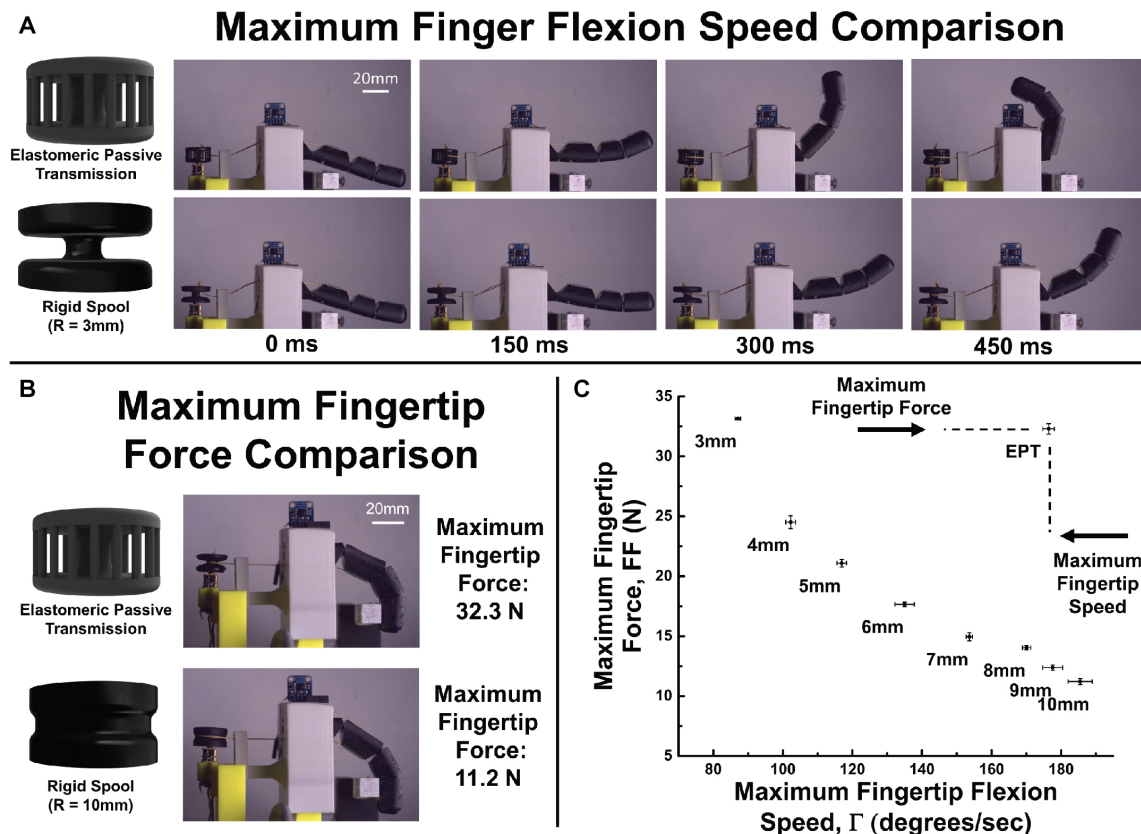 A
Maximum Finger Flexion Speed Comparison
Elastomeric Passive
Transmission
20mm
Rigid Spool
(R = 3mm)
0 ms
150 ms
300 ms
450 ms
B
Maximum Fingertip
Force Comparison
Elastomeric Passive
Transmission
20mm
Maximum
Fingertip
Force:
32.3 N
Rigid Spool
(R = 10mm)
Maximum
Fingertip
Force:
11.2 N
C
Maximum Fingertip
Force, FF (N)
35
30
25
20
15
10
Maximum
Fingertip Force
3mm
EPT
4mm
Maximum
Fingertip
Speed
5mm
6mm
7mm
8mm
9mm
10mm
80
100
120
140
160
180
Maximum Fingertip Flexion
Speed, Γ (degrees/sec)